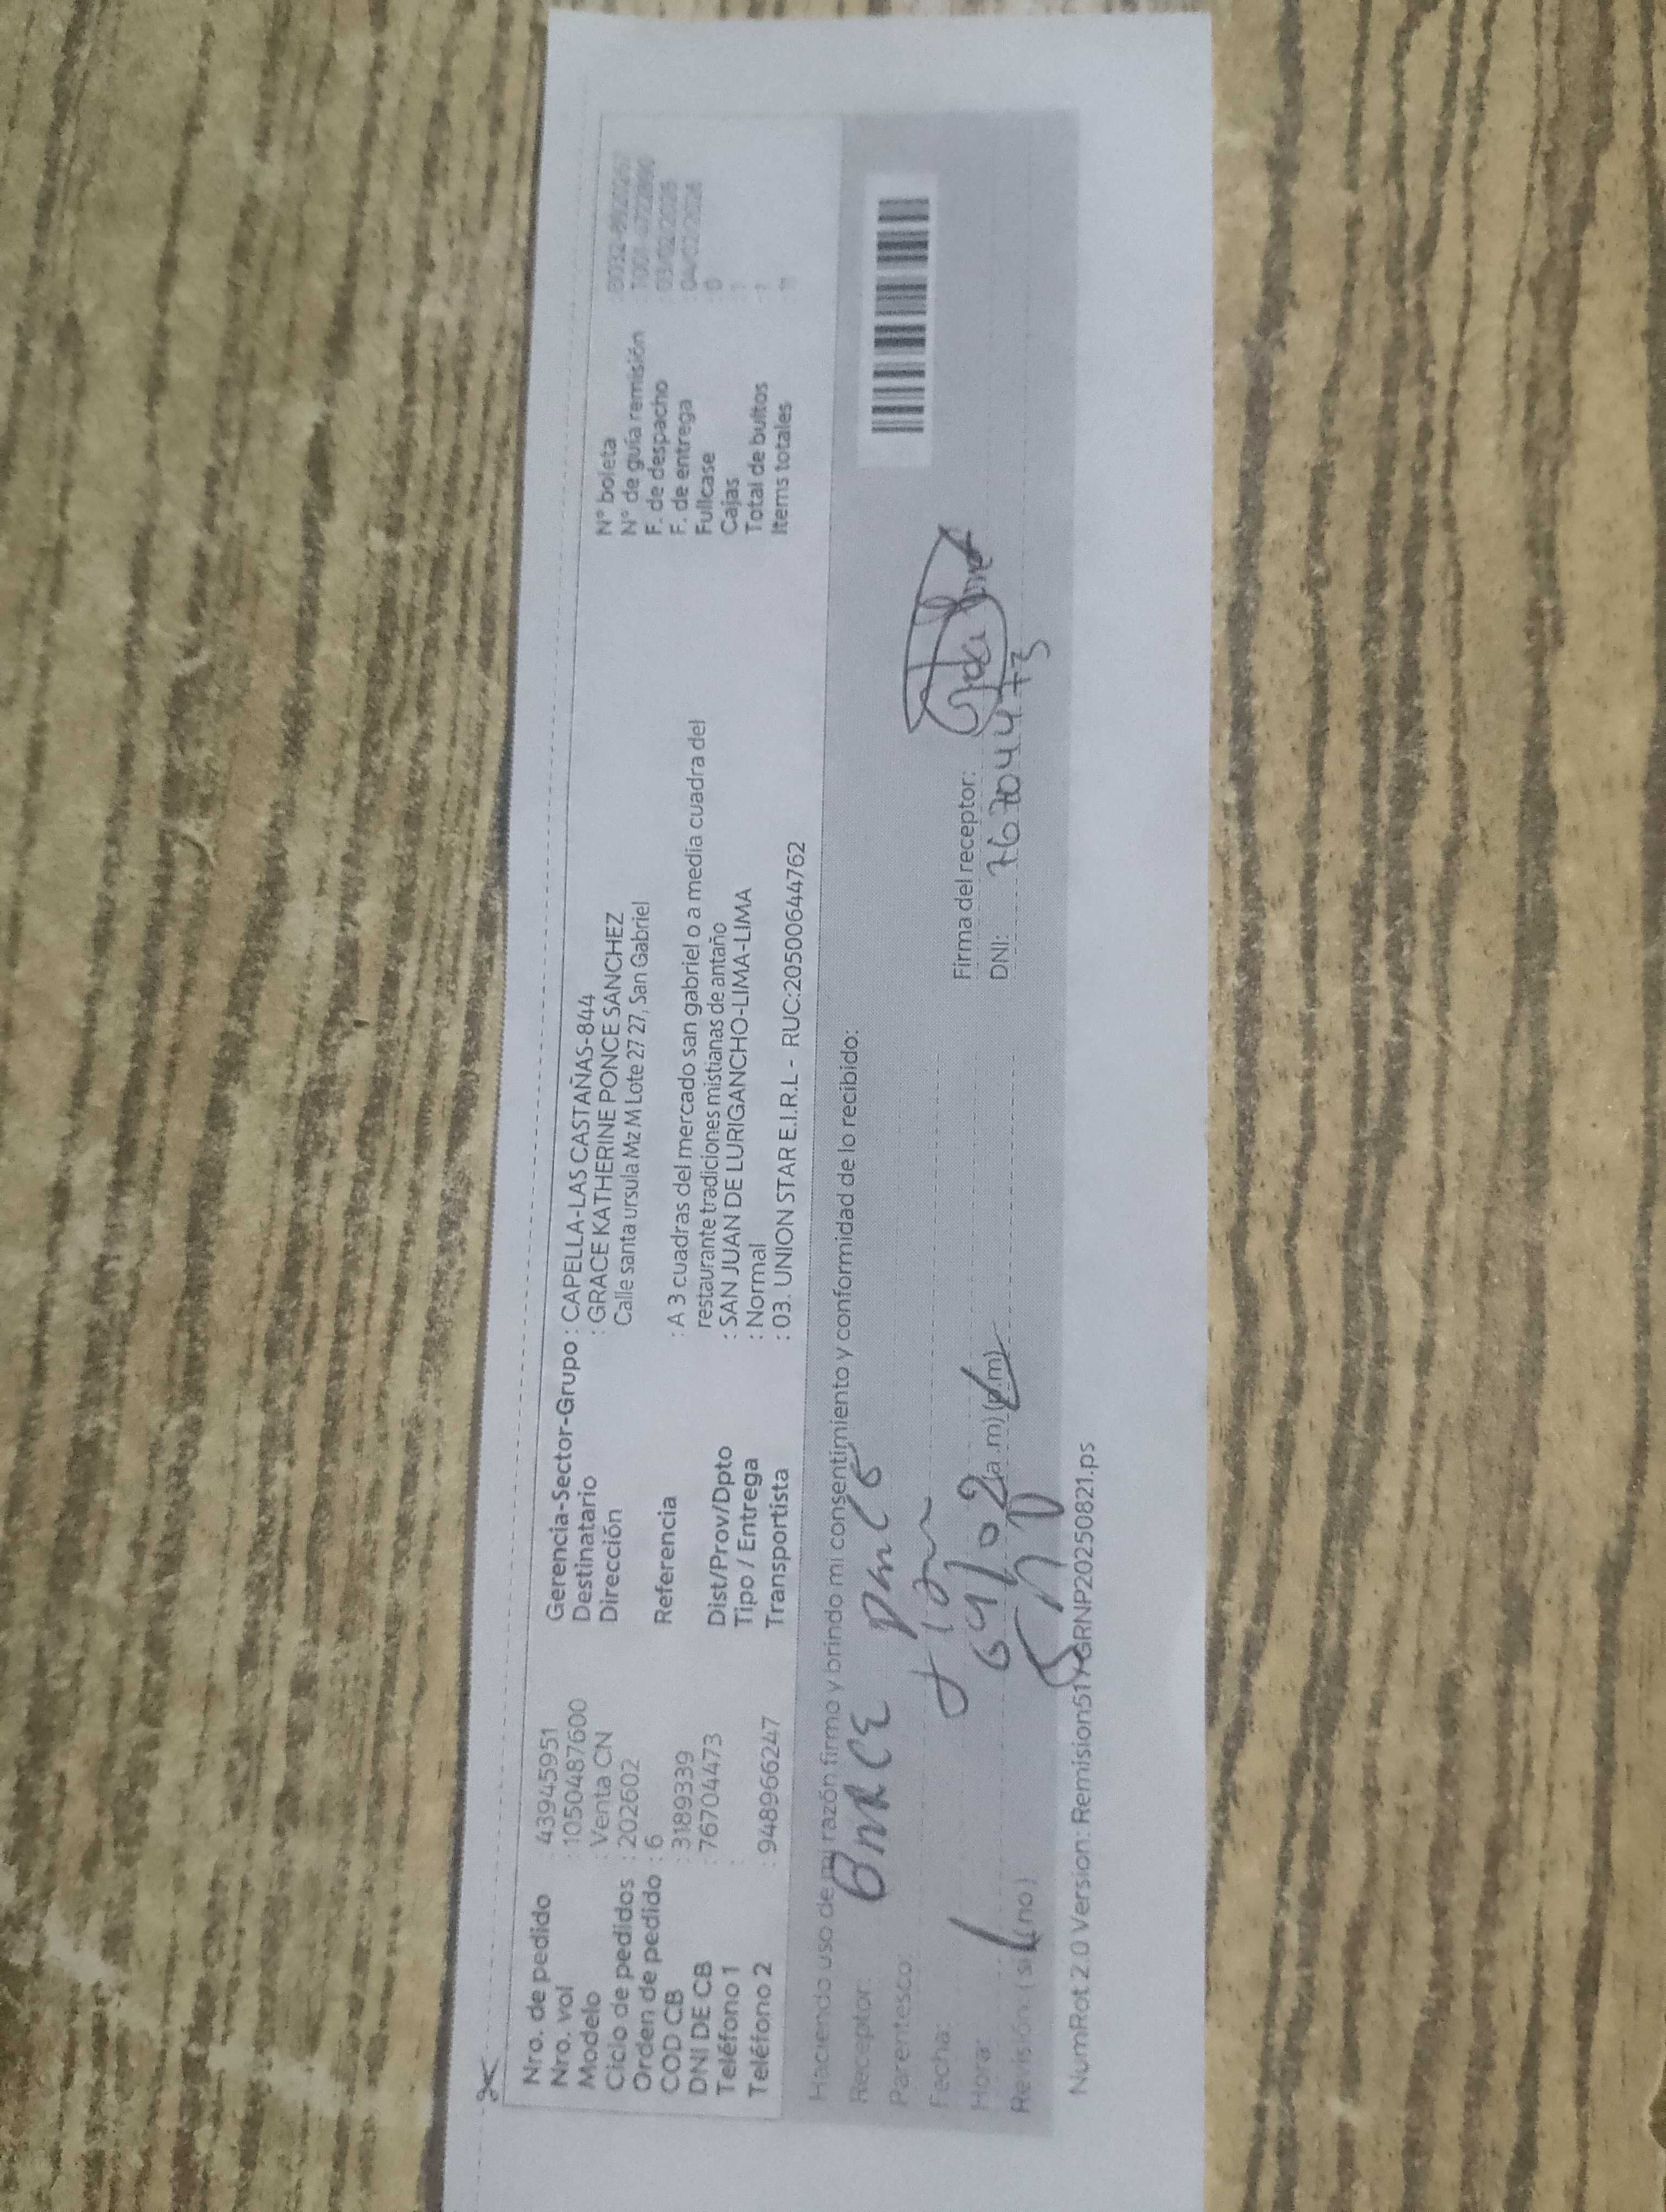 Nro. de pedido : 43945951
Nro. vol : 1050487600
Modelo : Venta CN
Ciclo de pedidos : 202602
Orden de pedido : 6
COD CB : 3189339
DNI DE CB : 76704473
Teléfono 1 :
Teléfono 2 : 948966247
Gerencia-Sector-Grupo : CAPELLA-LAS CASTAÑAS-844
Destinatario : GRACE KATHERINE PONCE SANCHEZ
Dirección Calle santa ursula Mz M Lote 27 27, San Gabriel
Referencia : A 3 cuadras del mercado san gabriel o a media cuadra del
restaurante tradiciones mistianas de antaño
Dist/Prov/Dpto : SAN JUAN DE LURIGANCHO-LIMA-LIMA
Tipo / Entrega : Normal
Transportista : 03. UNION STAR E.I.R.L - RUC:20500644762
N° boleta
N° de guía remisión
F. de despacho
F. de entrega
Fullcase : 0
Cajas
Total de bultos
Items totales
Haciendo uso de mi razón firmo y brindo mi consentimiento y conformidad de lo recibido:
Receptor:
Parentesco:
Fecha:
Hora: (a.m) (p.m)
Revisión: ( si ) ( no )
Firma del receptor:
DNI: 76704473
NumRot 2.0 Version: Remision51YGRNP20250821.ps